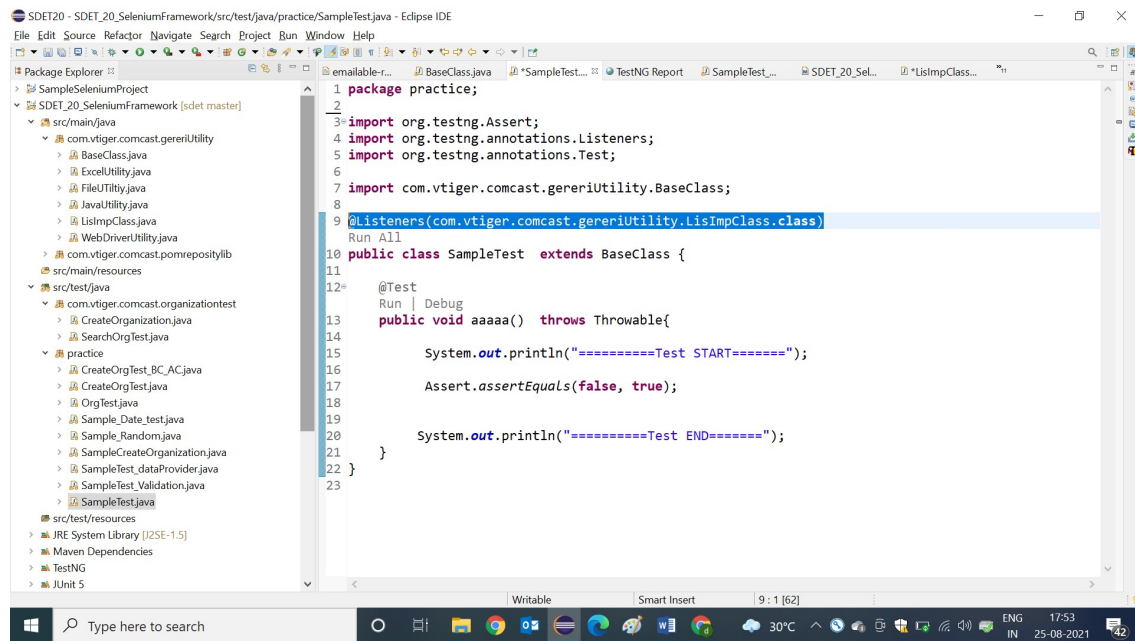 SDET20 - SDET_20_SeleniumFramework/src/test/java/practice/SampleTest.java - Eclipse IDE
File Edit Source Refactor Navigate Search Project Run Window Help
Package Explorer
SampleSeleniumProject
SDET_20_SeleniumFramework [sdet master]
src/main/java
com.vtiger.comcast.gereriUtility
BaseClass.java
ExcelUtility.java
FileUTiltiy.java
JavaUtility.java
LisImpClass.java
WebDriverUtility.java
com.vtiger.comcast.pomrepositylib
src/main/resources
src/test/java
com.vtiger.comcast.organizationtest
CreateOrganization.java
SearchOrgTest.java
practice
CreateOrgTest_BC_AC.java
CreateOrgTest.java
OrgTest.java
Sample_Date_test.java
Sample_Random.java
SampleCreateOrganization.java
SampleTest_dataProvider.java
SampleTest_Validation.java
SampleTest.java
src/test/resources
JRE System Library [J2SE-1.5]
Maven Dependencies
TestNG
JUnit 5
emailable-r... BaseClass.java *SampleTest.... TestNG Report SampleTest_... SDET_20_Sel... *LisImpClass... »11
1 package practice;
2
3 import org.testng.Assert;
4 import org.testng.annotations.Listeners;
5 import org.testng.annotations.Test;
6
7 import com.vtiger.comcast.gereriUtility.BaseClass;
8
9 @Listeners(com.vtiger.comcast.gereriUtility.LisImpClass.class)
Run All
10 public class SampleTest  extends BaseClass {
11
12 @Test
Run | Debug
13 public void aaaaa()  throws Throwable{
14
15 System.out.println("==========Test START=======");
16
17 Assert.assertEquals(false, true);
18
19
20 System.out.println("==========Test END=======");
21 }
22 }
23
Writable Smart Insert 9 : 1 [62]
Type here to search
30°C
ENG
IN
17:53
25-08-2021
42